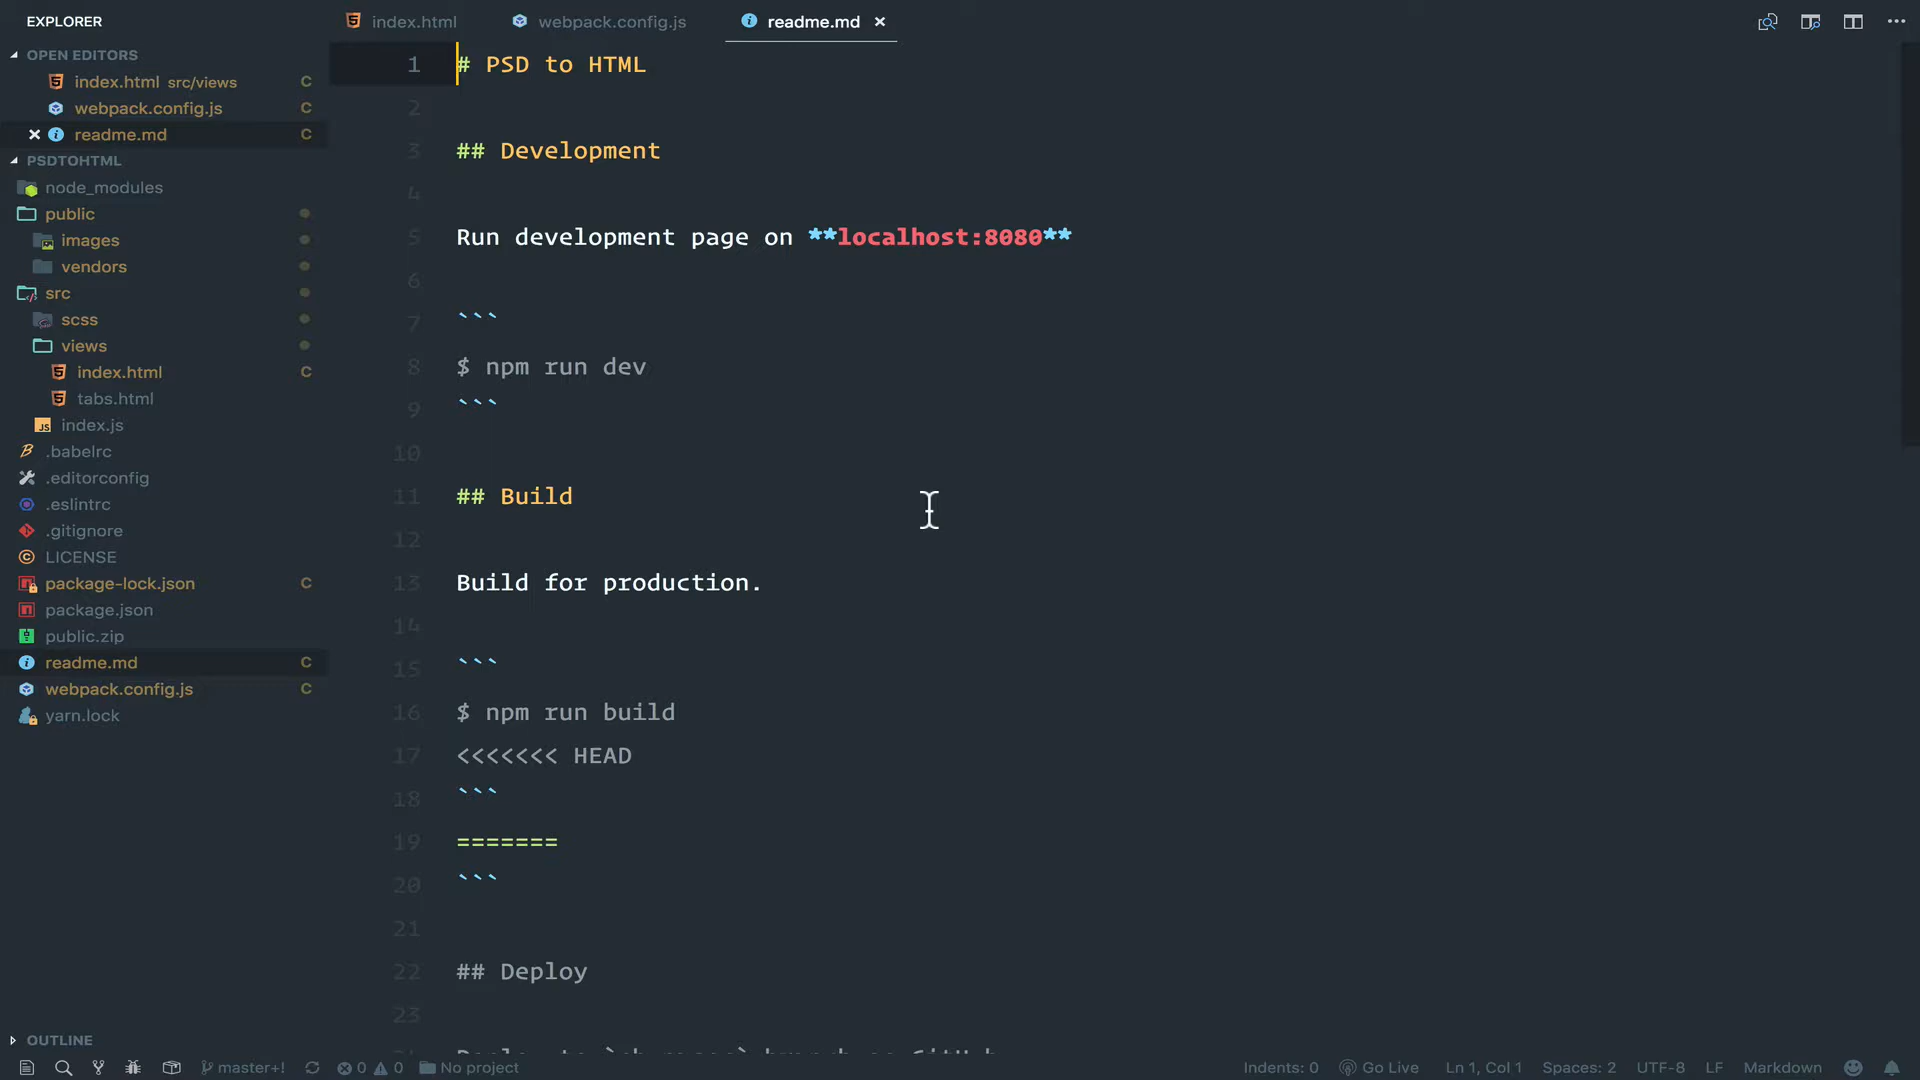 EXPLORER
OPEN EDITORS
index.html src/views C
webpack.config.js C
readme.md C
PSDTOHTML
node_modules
public
images
vendors
src
scss
views
index.html C
tabs.html
JS index.js
.babelrc
.editorconfig
.eslintrc
.gitignore
LICENSE
package-lock.json C
package.json
public.zip
readme.md C
webpack.config.js C
yarn.lock
OUTLINE
index.html webpack.config.js readme.md
1 # PSD to HTML
2
3 ## Development
4
5 Run development page on **localhost:8080**
6
7 ```
8 $ npm run dev
9 ```
10
11 ## Build
12
13 Build for production.
14
15 ```
16 $ npm run build
17 <<<<<<< HEAD
18 ```
19 =======
20 ```
21
22 ## Deploy
23
master+! 0 0 No project Indents: 0 Go Live Ln 1, Col 1 Spaces: 2 UTF-8 LF Markdown